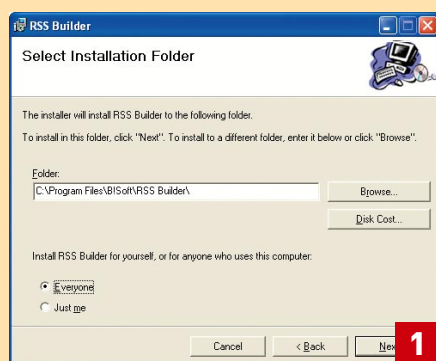 RSS Builder
Select Installation Folder
The installer will install RSS Builder to the following folder.
To install in this folder, click "Next". To install to a different folder, enter it below or click "Browse".
Folder:
C:\Program Files\B!Soft\RSS Builder\
Browse...
Disk Cost...
Install RSS Builder for yourself, or for anyone who uses this computer:
Everyone
Just me
Cancel
< Back
1